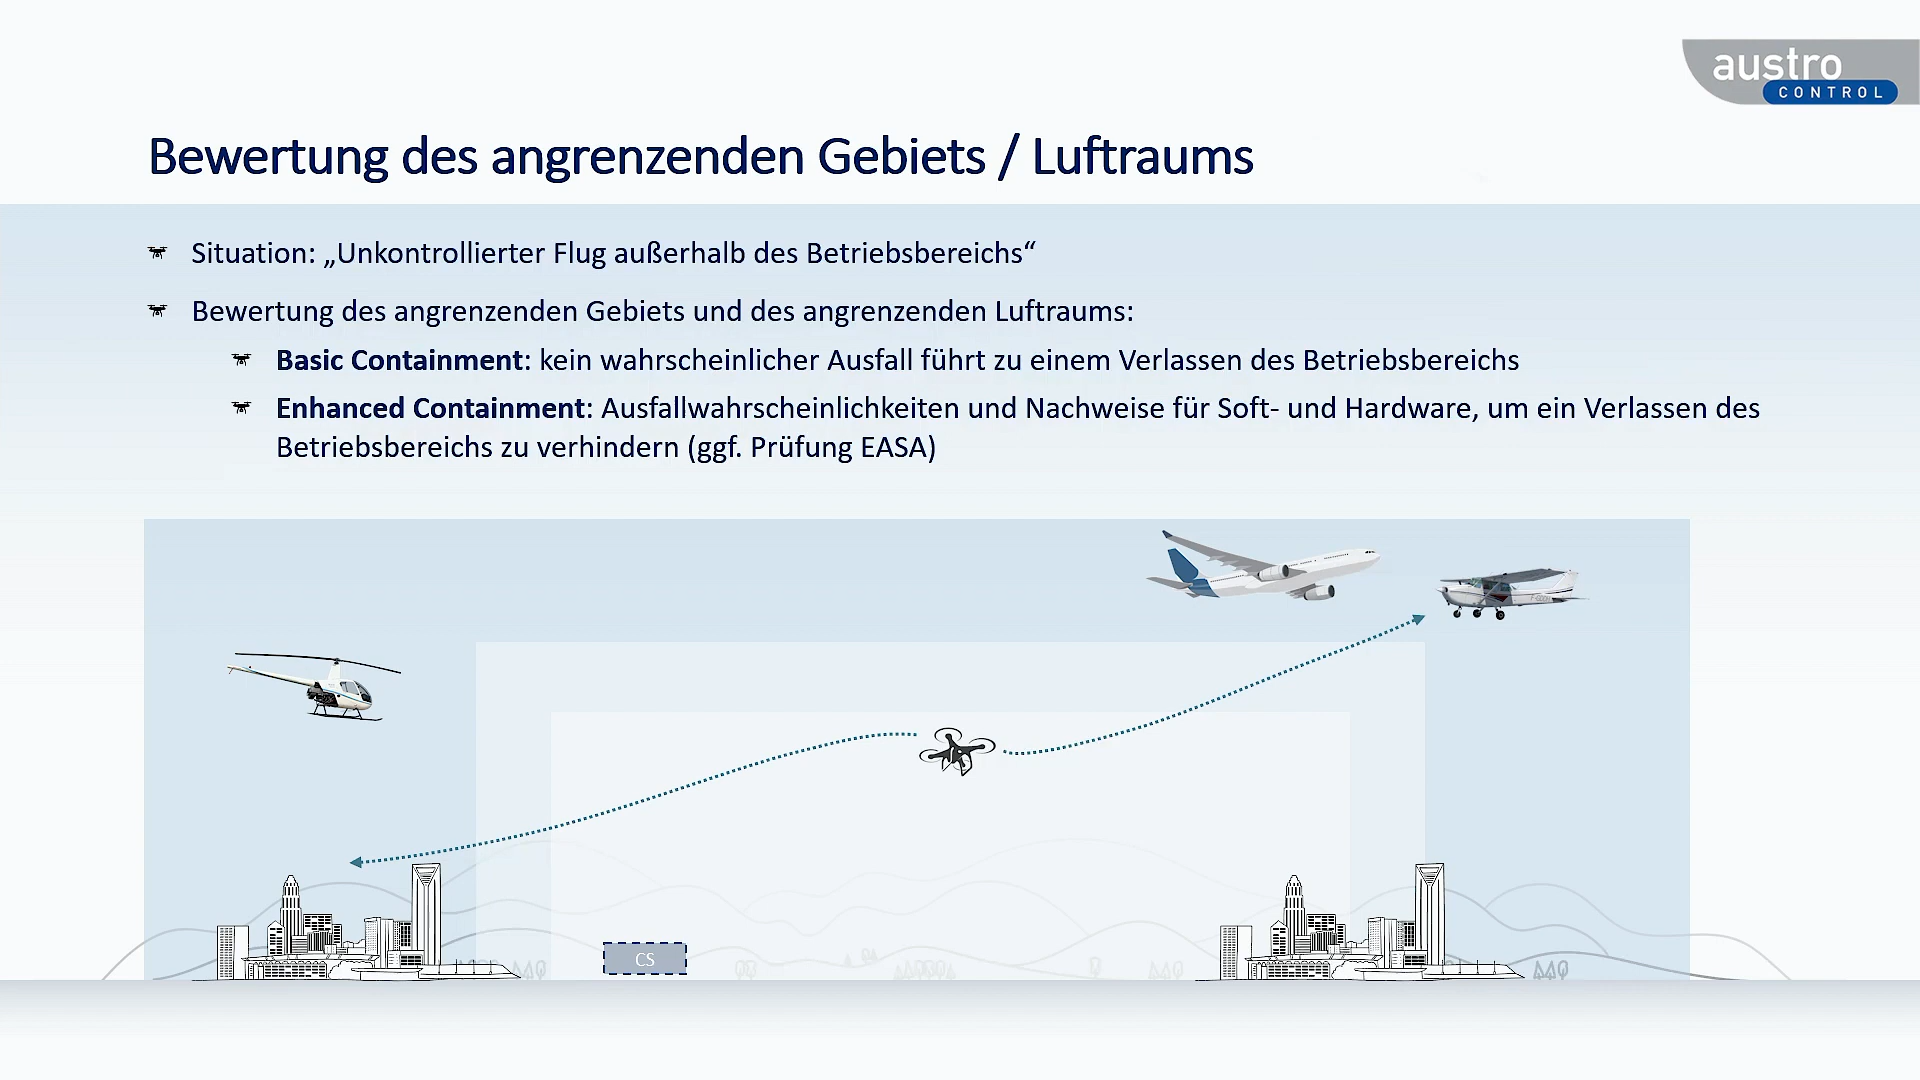 austro
CONTROL
Bewertung des angrenzenden Gebiets / Luftraums
Situation: „Unkontrollierter Flug außerhalb des Betriebsbereichs“
Bewertung des angrenzenden Gebiets und des angrenzenden Luftraums:
Basic Containment: kein wahrscheinlicher Ausfall führt zu einem Verlassen des Betriebsbereichs
Enhanced Containment: Ausfallwahrscheinlichkeiten und Nachweise für Soft- und Hardware, um ein Verlassen des
Betriebsbereichs zu verhindern (ggf. Prüfung EASA)
CS